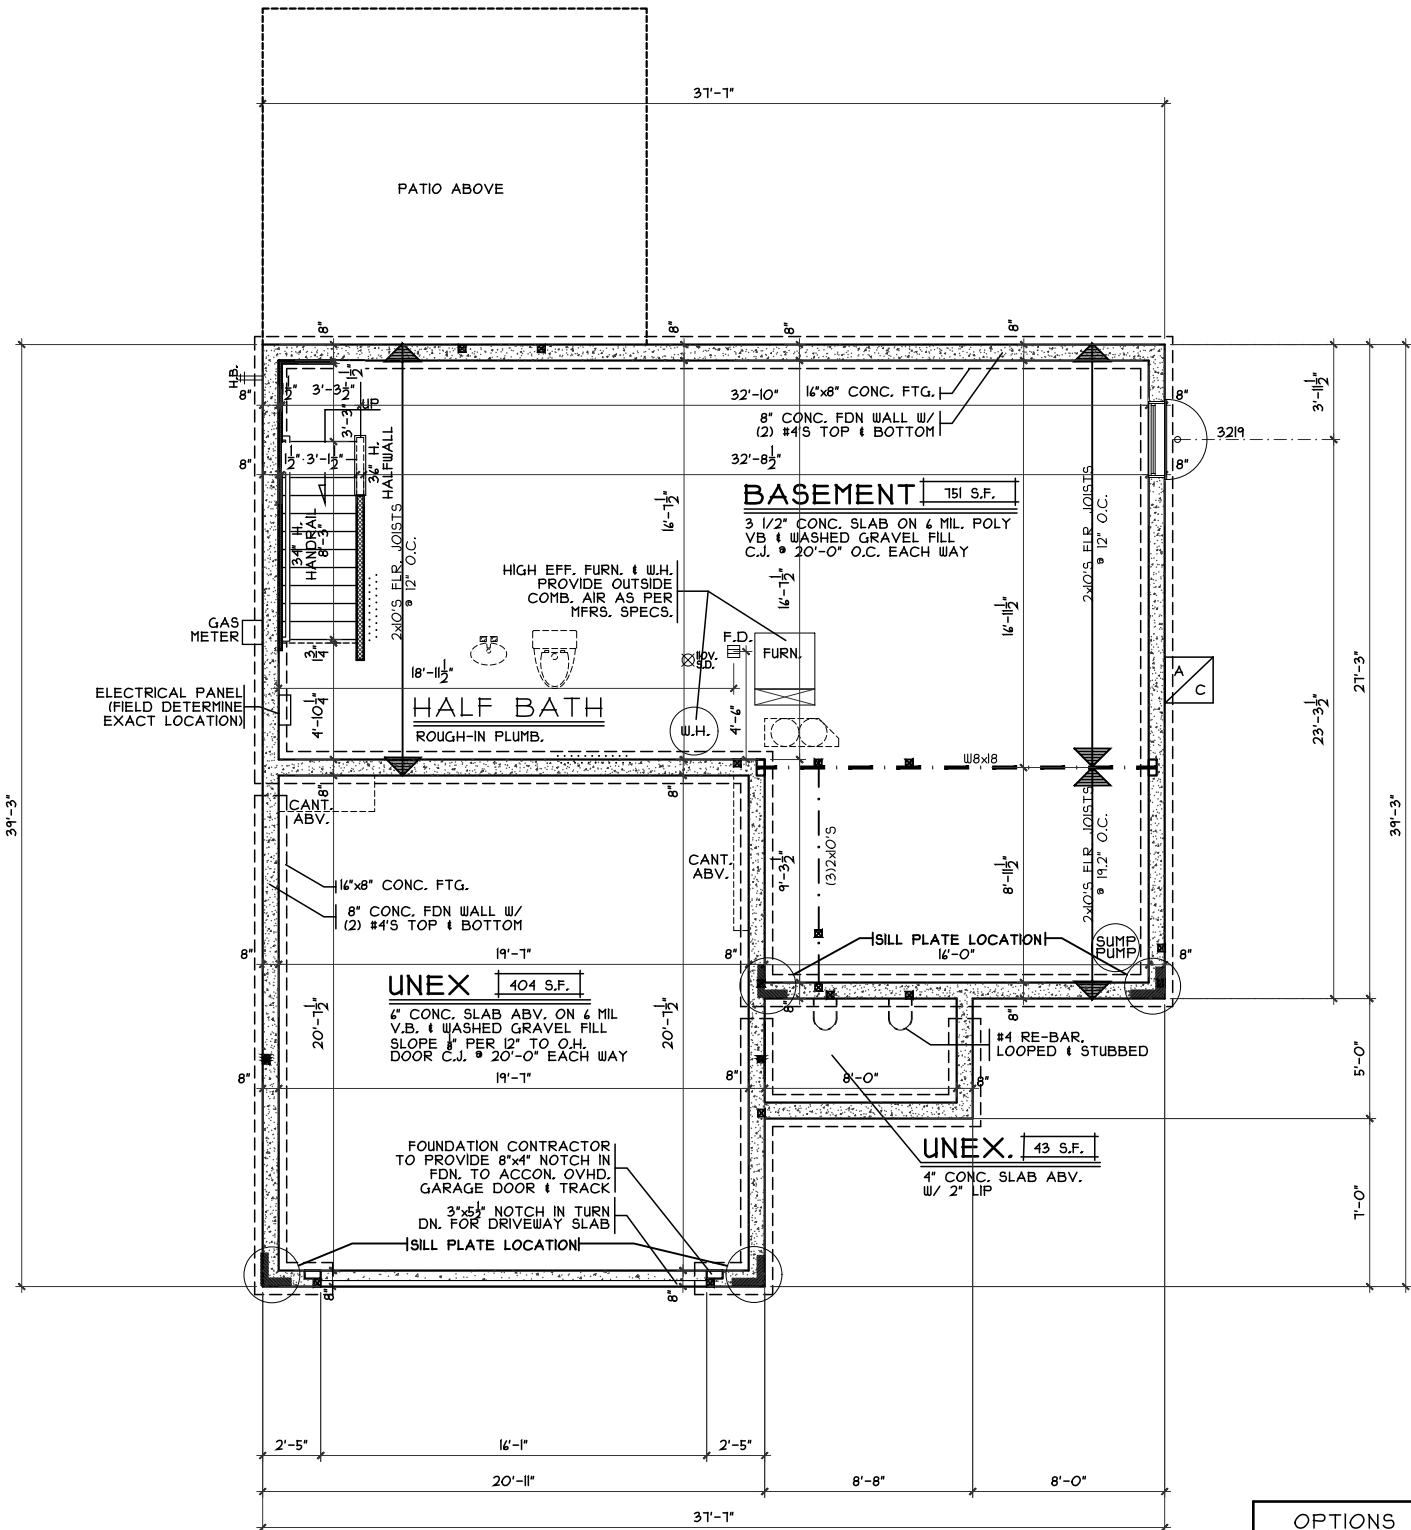 37'-7"
PATIO ABOVE
8"
8"
8"
8"
H.B.
8"
1/2"
3'-3 1/2"
1 1/2"
32'-10"
16"x8" CONC. FTG.
8"
3'-11 1/2"
UP
3'-3"
8" CONC. FDN WALL W/
(2) #4'S TOP & BOTTOM
3219
8"
1/2"
3'-1 1/2"
36" H.
HALFWALL
32'-8 1/2"
8"
BASEMENT
751 S.F.
3 1/2" CONC. SLAB ON 6 MIL. POLY
VB & WASHED GRAVEL FILL
C.J. @ 20'-0" O.C. EACH WAY
16'-7 1/2"
34" H.
HANDRAIL
8'-3"
2x10'S FLR JOISTS
@ 12" O.C.
2x10'S FLR JOISTS
@ 12" O.C.
HIGH EFF. FURN. & W.H.
PROVIDE OUTSIDE
COMB. AIR AS PER
MFRS. SPECS.
16'-7 1/2"
16'-11 1/2"
GAS
METER
F.D.
FURN.
110V.
S.D.
3 1/4"
18'-11 1/2"
A
C
27'-3"
23'-3 1/2"
ELECTRICAL PANEL
(FIELD DETERMINE
EXACT LOCATION)
4'-10 1/4"
HALF BATH
ROUGH-IN PLUMB.
W.H.
4'-6"
W8x18
39'-3"
39'-3"
8"
8"
CANT.
ABV.
CANT.
ABV.
9'-3 1/2"
(3)2x10'S
8'-11 1/2"
2x10'S FLR JOISTS
@ 19.2" O.C.
16"x8" CONC. FTG.
8" CONC. FDN WALL W/
(2) #4'S TOP & BOTTOM
SILL PLATE LOCATION
SUMP
PUMP
8"
19'-7"
8"
16'-0"
8"
UNEX
404 S.F.
6" CONC. SLAB ABV. ON 6 MIL
V.B. & WASHED GRAVEL FILL
SLOPE 1/8" PER 12" TO O.H.
DOOR C.J. @ 20'-0" EACH WAY
20'-7 1/2"
20'-7 1/2"
8"
8"
#4 RE-BAR,
LOOPED & STUBBED
5'-0"
8"
19'-7"
8"
8'-0"
8"
UNEX.
43 S.F.
4" CONC. SLAB ABV.
W/ 2" LIP
FOUNDATION CONTRACTOR
TO PROVIDE 8"x4" NOTCH IN
FDN. TO ACCON. OVHD.
GARAGE DOOR & TRACK
3"x5 1/2" NOTCH IN TURN
DN. FOR DRIVEWAY SLAB
7'-0"
SILL PLATE LOCATION
8"
8"
2'-5"
16'-1"
2'-5"
20'-11"
8'-8"
8'-0"
37'-7"
OPTIONS